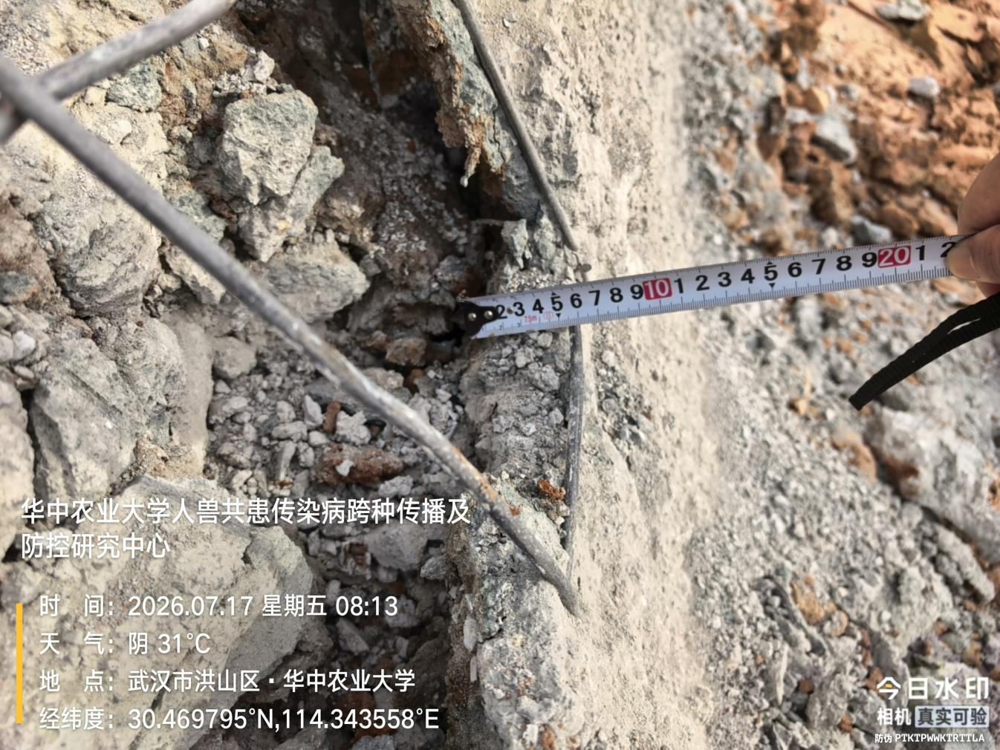 2 3 4 5 6 7 8 9 10 1 2 3 4 5 6 7 8 9 20 1 2
7.5m
华中农业大学人兽共患传染病跨种传播及
防控研究中心
时 间：2026.07.17 星期五 08:13
天 气：阴 31°C
地 点：武汉市洪山区·华中农业大学
经纬度：30.469795°N,114.343558°E
今日水印
相机 真实可验
防伪 PTKTPWWKTRTTLA